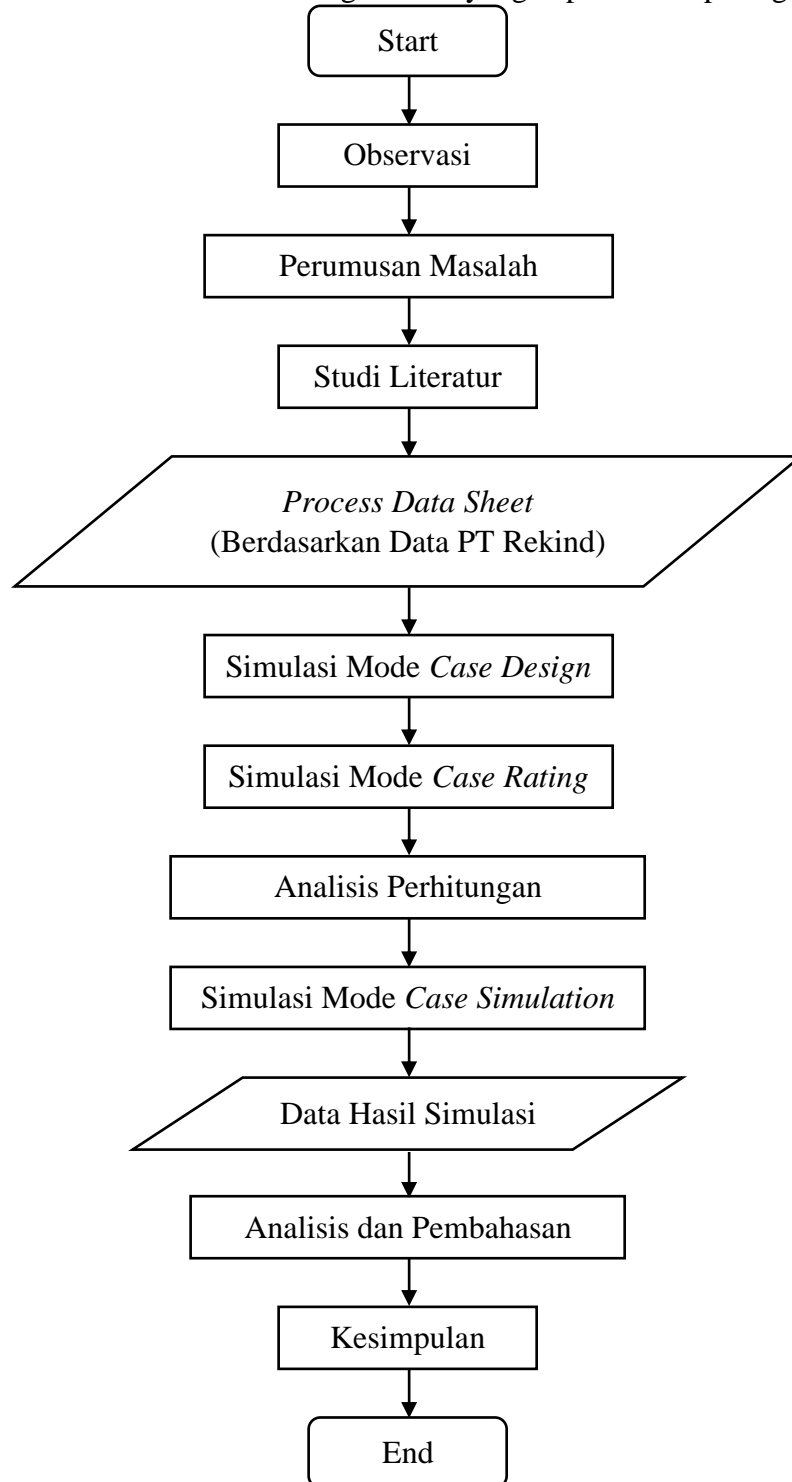 Start
Observasi
Perumusan Masalah
Studi Literatur
Process Data Sheet
(Berdasarkan Data PT Rekind)
Simulasi Mode Case Design
Simulasi Mode Case Rating
Analisis Perhitungan
Simulasi Mode Case Simulation
Data Hasil Simulasi
Analisis dan Pembahasan
Kesimpulan
End